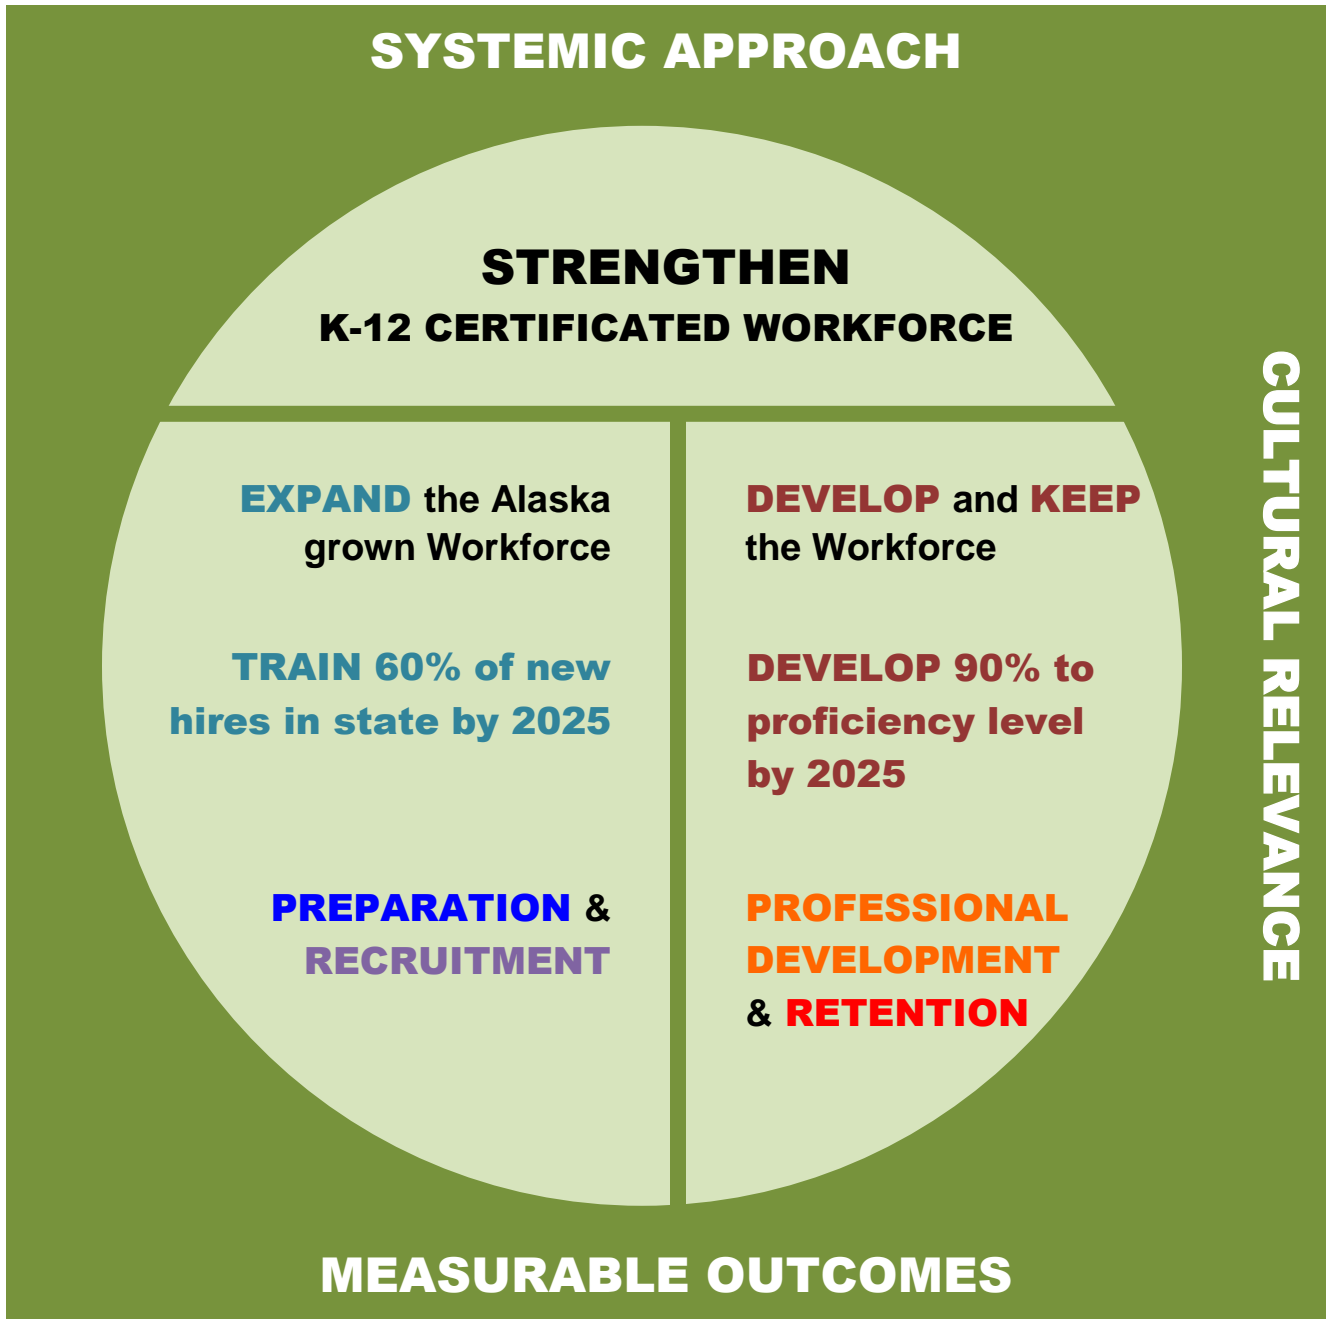 SYSTEMIC APPROACH
STRENGTHEN
K-12 CERTIFICATED WORKFORCE
EXPAND the Alaska
grown Workforce
TRAIN 60% of new
hires in state by 2025
PREPARATION &
RECRUITMENT
DEVELOP and KEEP
the Workforce
DEVELOP 90% to
proficiency level
by 2025
PROFESSIONAL
DEVELOPMENT
& RETENTION
CULTURAL RELEVANCE
MEASURABLE OUTCOMES